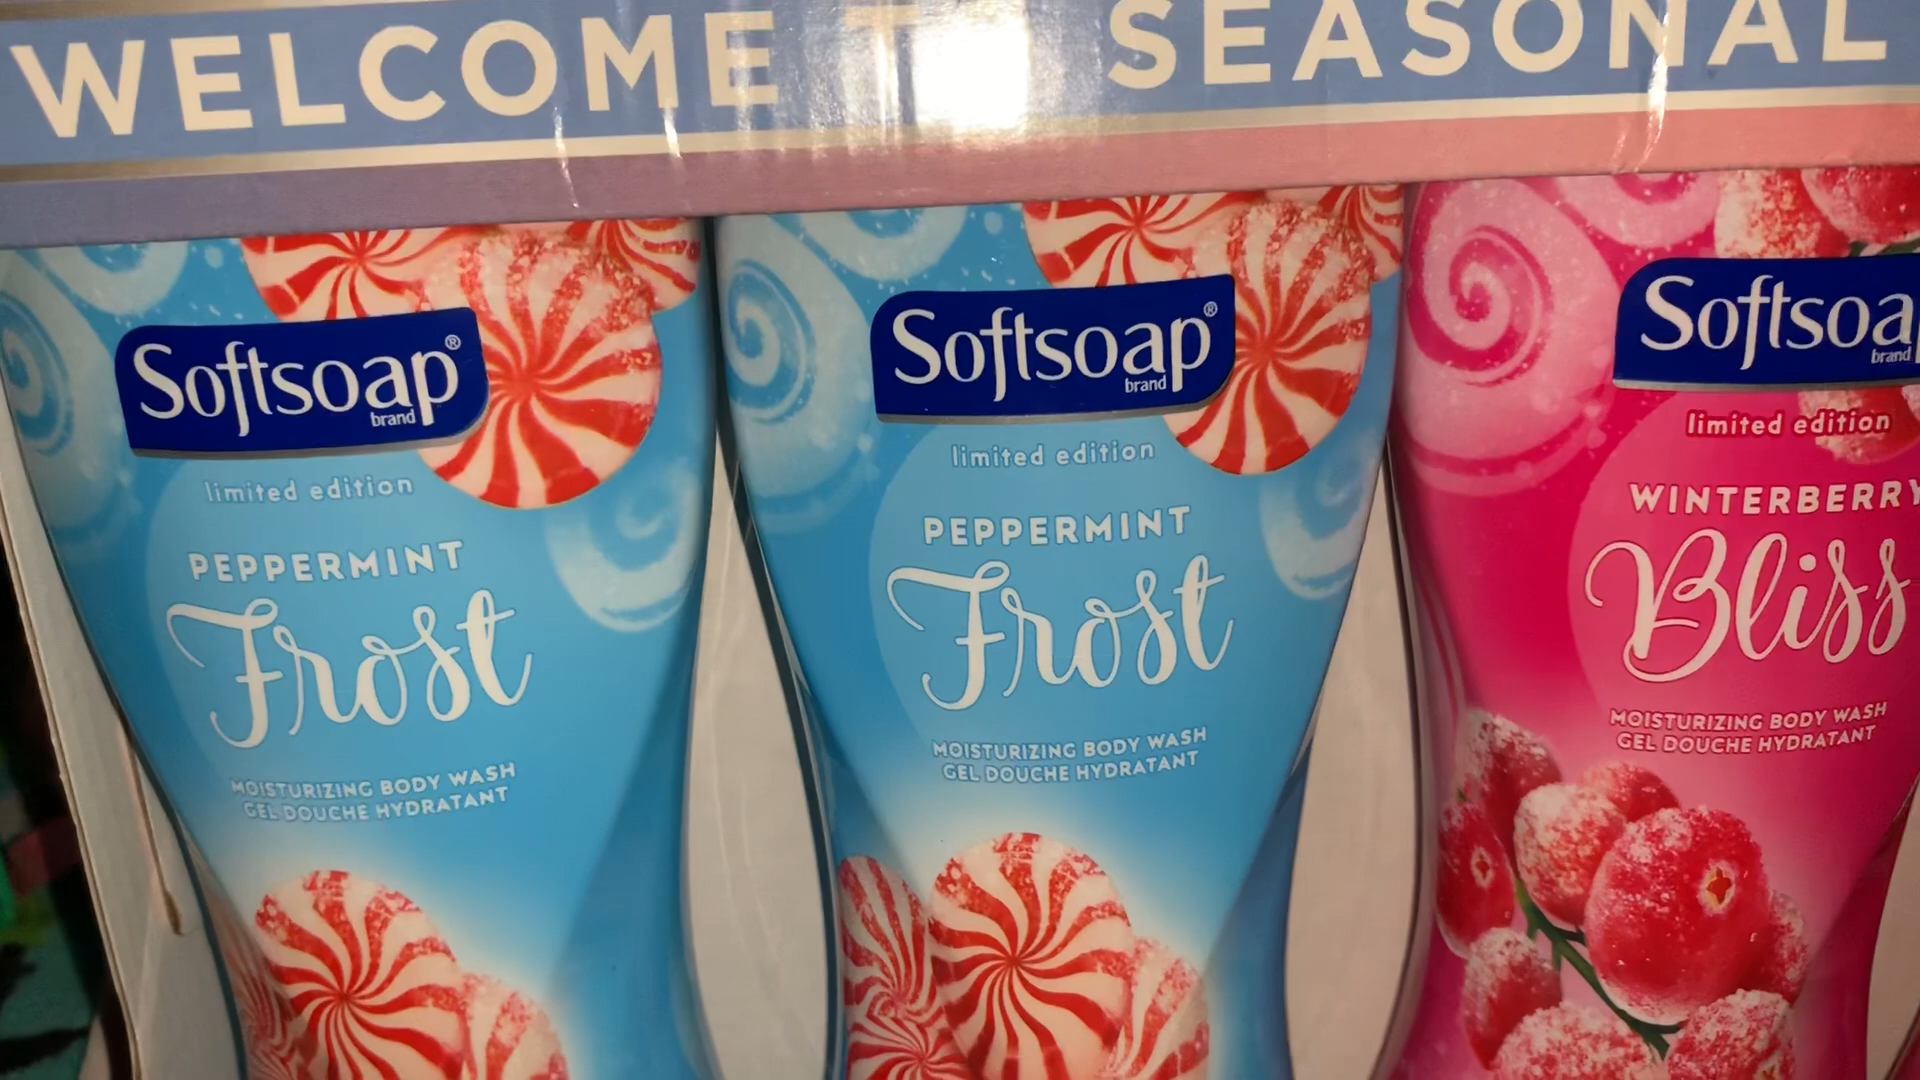 WELCOME TO SEASONAL
Softsoap®
brand
limited edition
PEPPERMINT
Frost
MOISTURIZING BODY WASH
GEL DOUCHE HYDRATANT
Softsoap®
brand
limited edition
PEPPERMINT
Frost
MOISTURIZING BODY WASH
GEL DOUCHE HYDRATANT
Softsoa
brand
limited edition
WINTERBERRY
Bliss
MOISTURIZING BODY WASH
GEL DOUCHE HYDRATANT